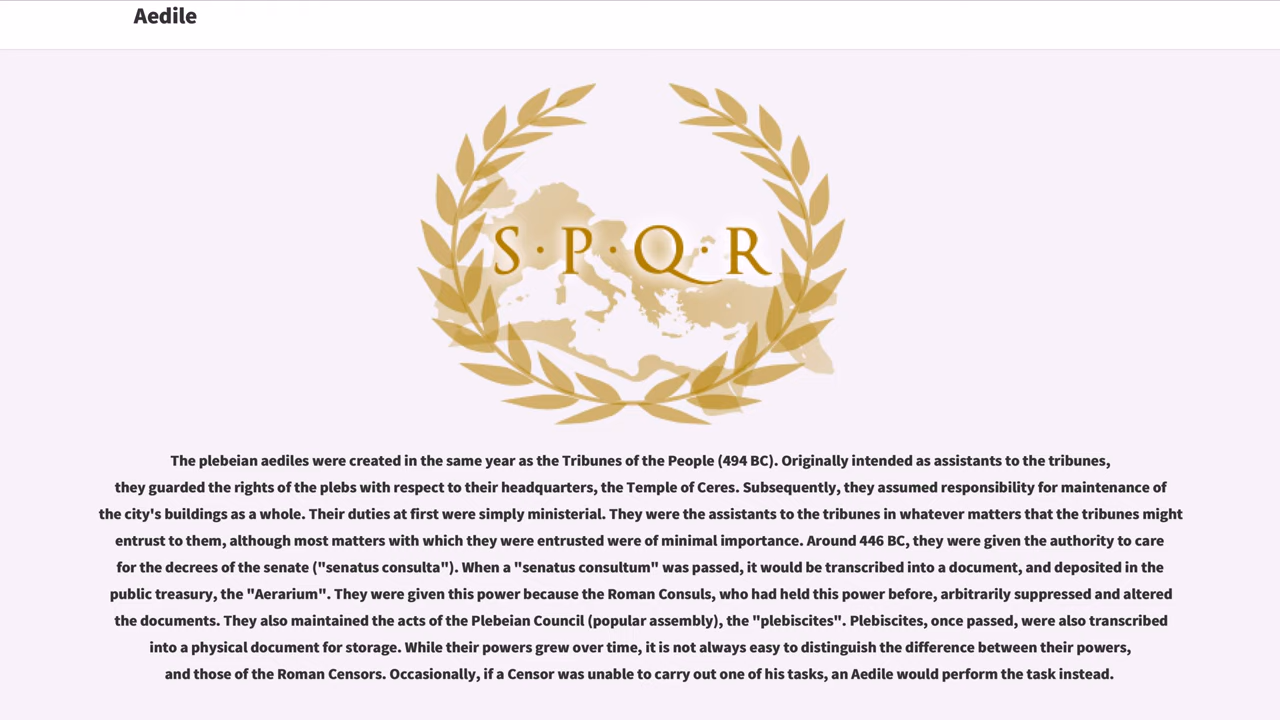 Aedile
S·P·Q·R
The plebeian aediles were created in the same year as the Tribunes of the People (494 BC). Originally intended as assistants to the tribunes,
they guarded the rights of the plebs with respect to their headquarters, the Temple of Ceres. Subsequently, they assumed responsibility for maintenance of
the city's buildings as a whole. Their duties at first were simply ministerial. They were the assistants to the tribunes in whatever matters that the tribunes might
entrust to them, although most matters with which they were entrusted were of minimal importance. Around 446 BC, they were given the authority to care
for the decrees of the senate ("senatus consulta"). When a "senatus consultum" was passed, it would be transcribed into a document, and deposited in the
public treasury, the "Aerarium". They were given this power because the Roman Consuls, who had held this power before, arbitrarily suppressed and altered
the documents. They also maintained the acts of the Plebeian Council (popular assembly), the "plebiscites". Plebiscites, once passed, were also transcribed
into a physical document for storage. While their powers grew over time, it is not always easy to distinguish the difference between their powers,
and those of the Roman Censors. Occasionally, if a Censor was unable to carry out one of his tasks, an Aedile would perform the task instead.